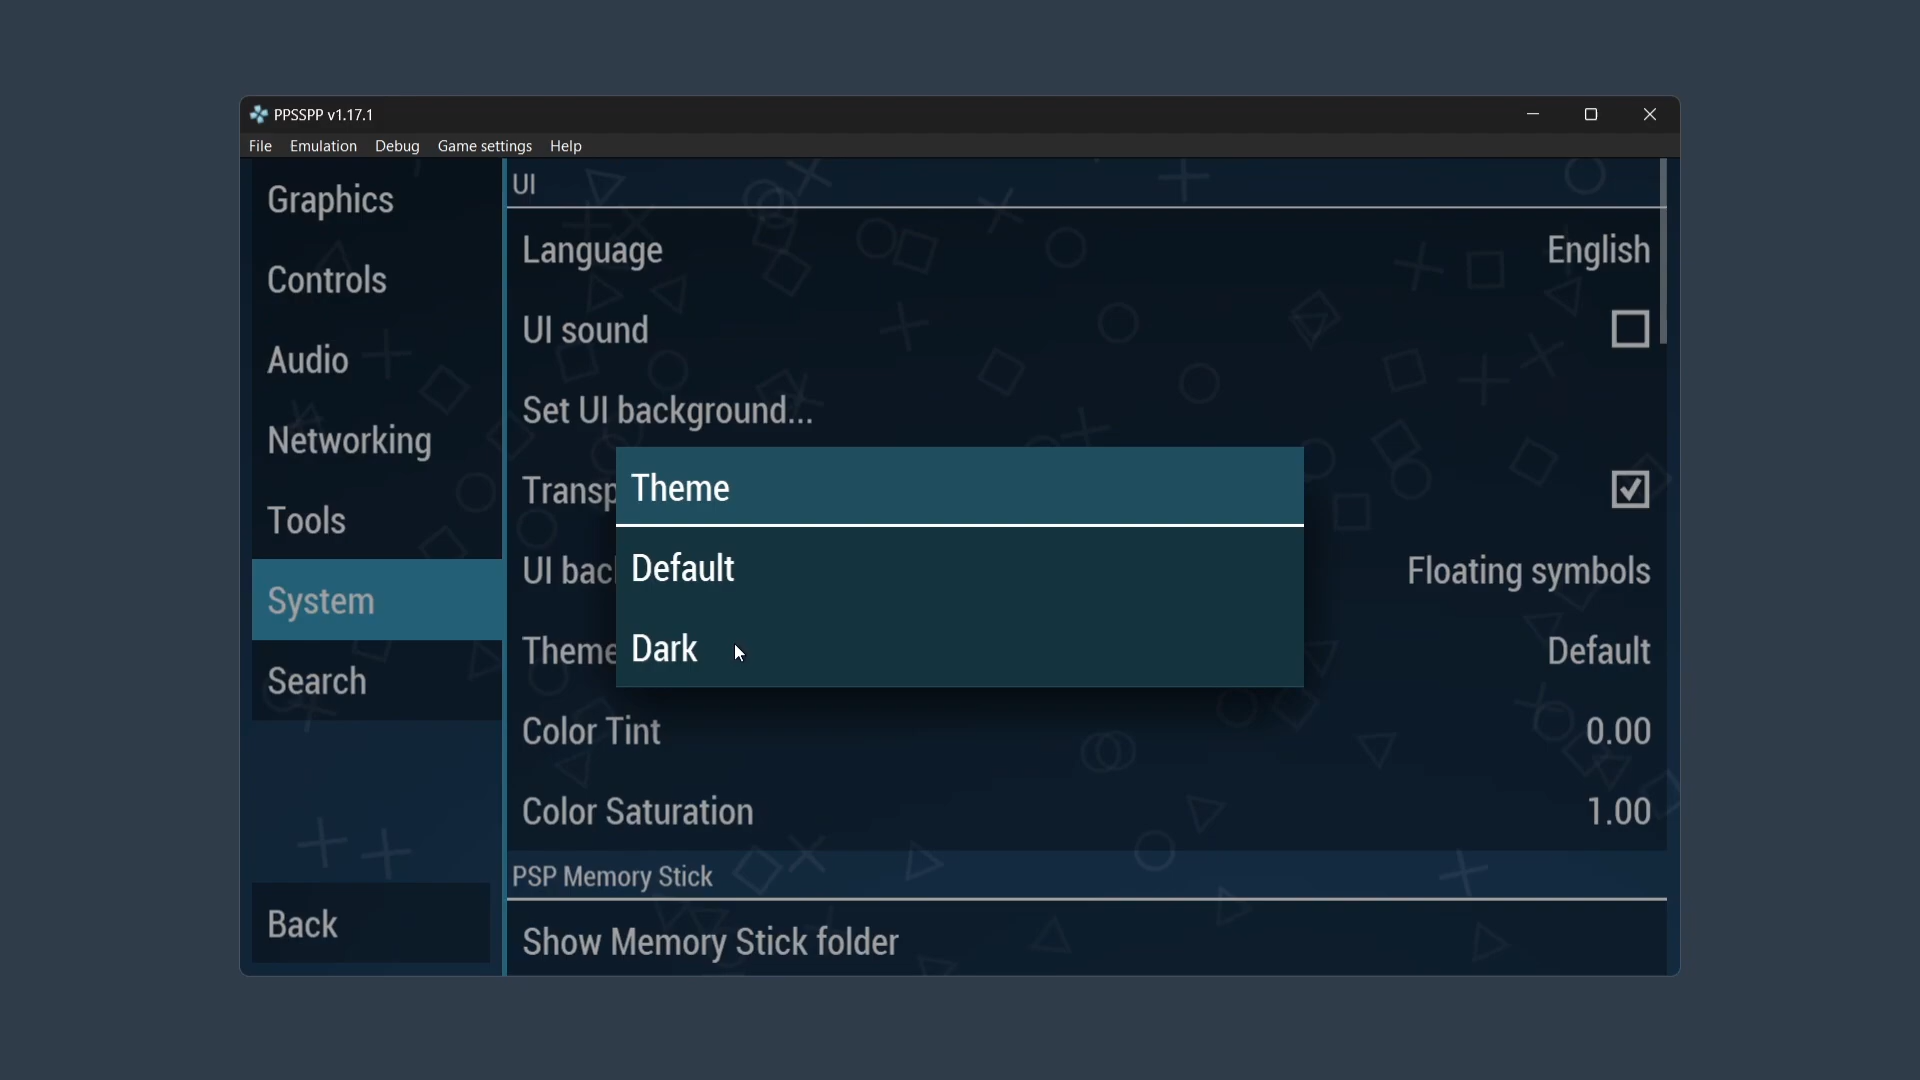 PPSSPP v1.17.1
File Emulation Debug Game settings Help
Graphics
Controls
Audio
Networking
Tools
System
Search
Back
UI
Language English
UI sound
Set UI background...
Transp
UI bac Floating symbols
Theme Default
Color Tint 0.00
Color Saturation 1.00
PSP Memory Stick
Show Memory Stick folder
Theme
Default
Dark